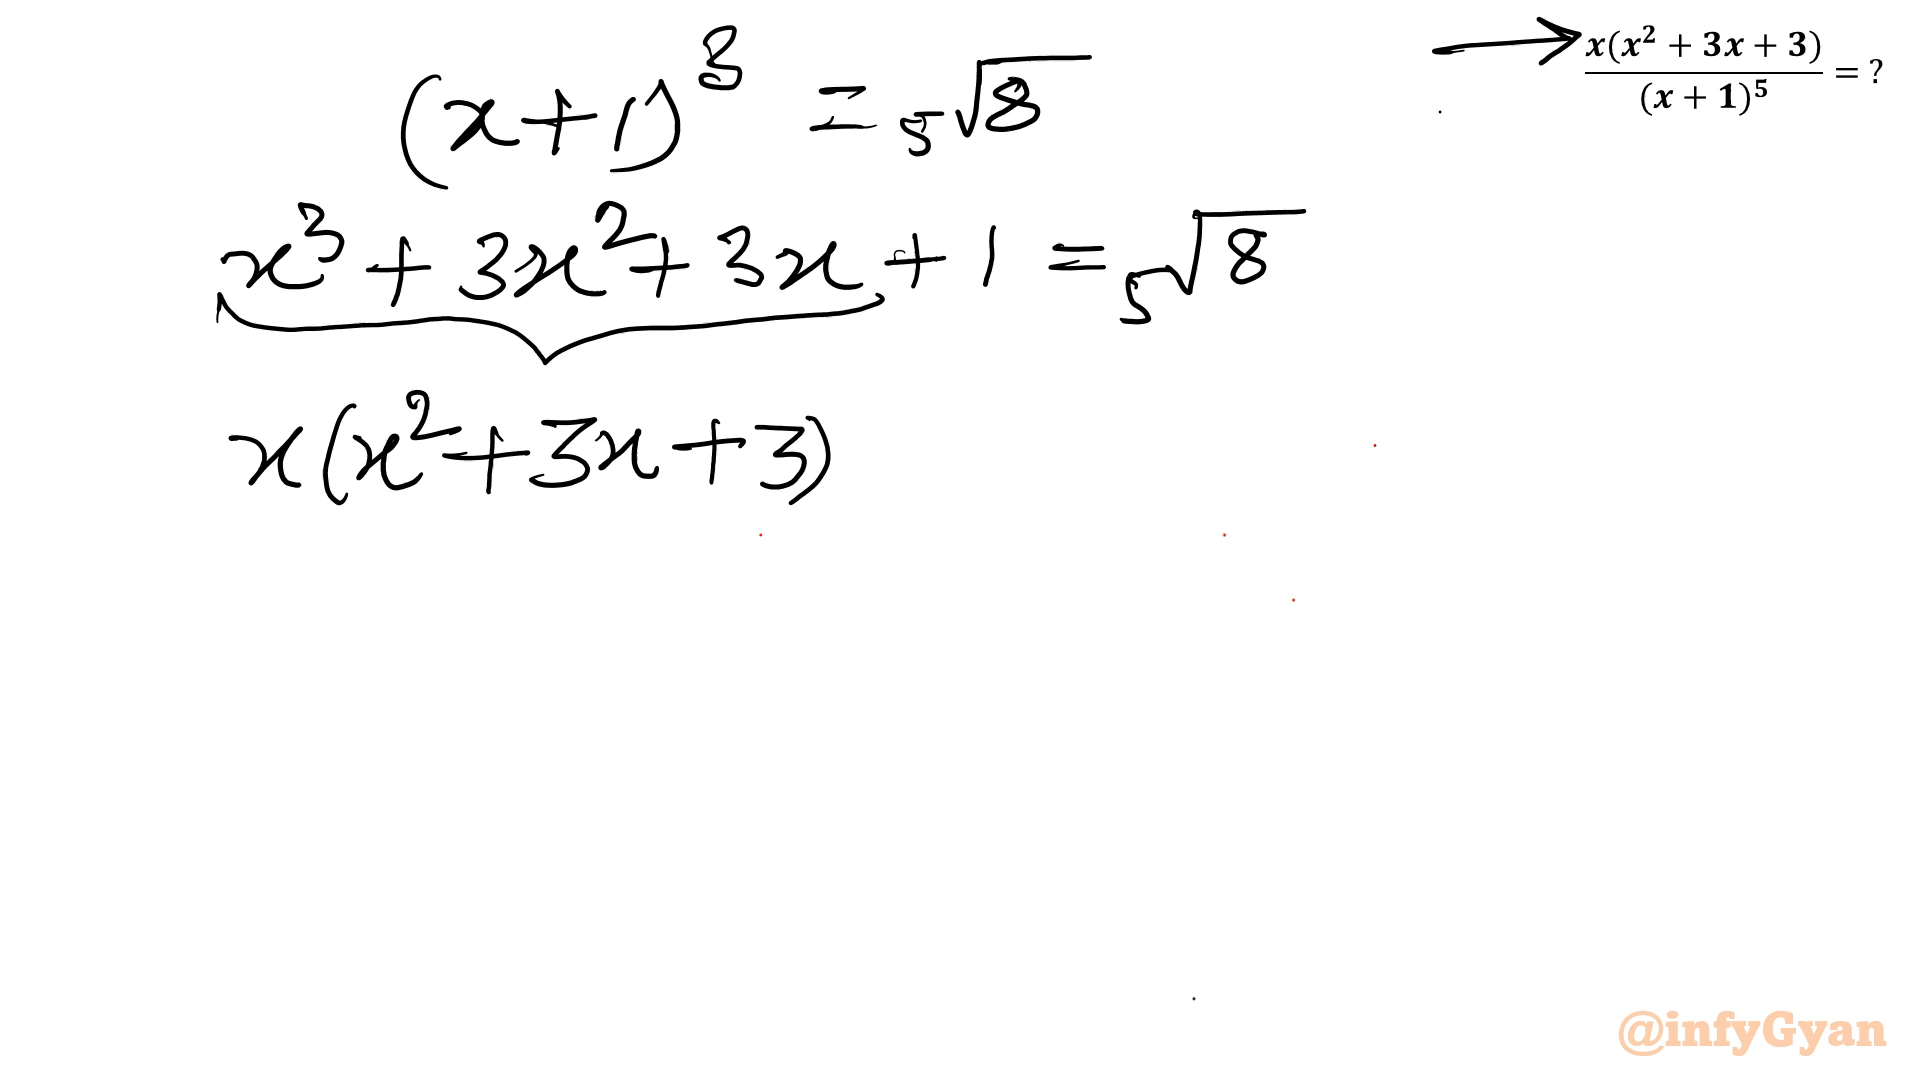 (x+1)³ = ⁵√8
x³ + 3x² + 3x + 1 = ⁵√8
x(x² + 3x + 3)
x(x² + 3x + 3)
(x + 1)⁵
= ?
@infyGyan